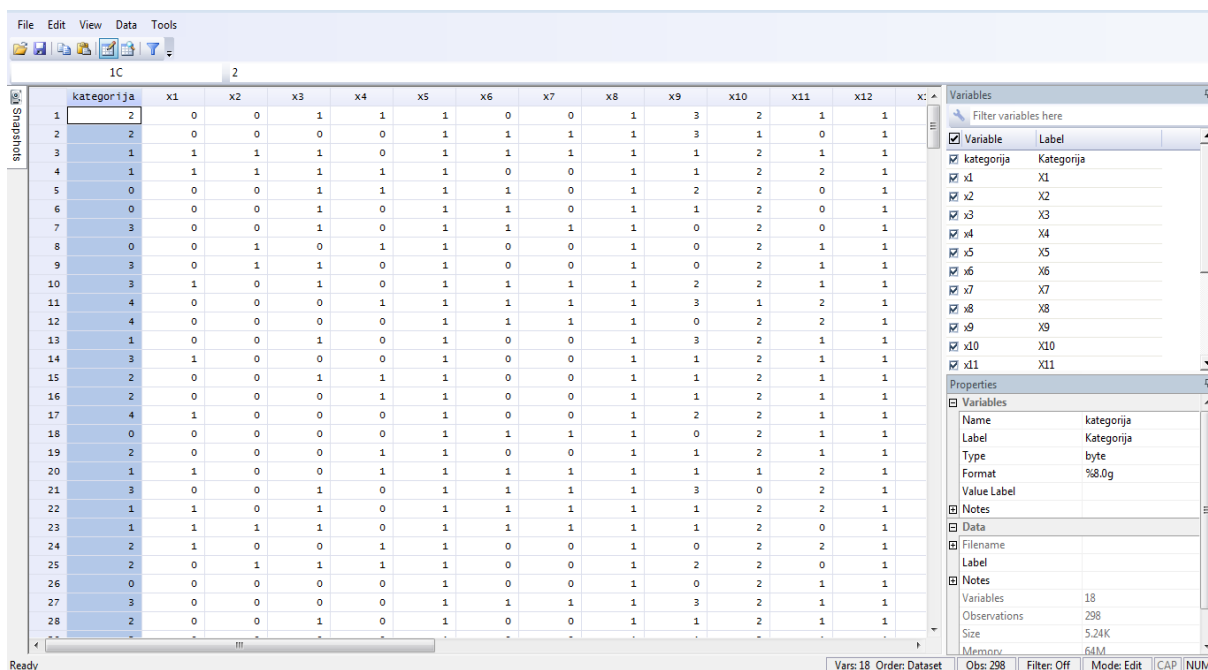 File Edit View Data Tools
1C 2
Snapshots
kategorija x1 x2 x3 x4 x5 x6 x7 x8 x9 x10 x11 x12
1 2 0 0 1 1 1 0 0 1 3 2 1 1
2 2 0 0 0 0 1 1 1 1 3 1 0 1
3 1 1 1 1 0 1 1 1 1 1 2 1 1
4 1 1 1 1 1 1 0 0 1 1 2 2 1
5 0 0 0 1 1 1 1 0 1 2 2 0 1
6 0 0 0 1 0 1 1 0 1 1 2 0 1
7 3 0 0 1 0 1 1 1 1 0 2 0 1
8 0 0 1 0 1 1 0 0 1 0 2 1 1
9 3 0 1 1 0 1 0 0 1 0 2 1 1
10 3 1 0 1 0 1 1 1 1 2 2 1 1
11 4 0 0 0 1 1 1 1 1 3 1 2 1
12 4 0 0 0 0 1 1 1 1 0 2 2 1
13 1 0 0 1 0 1 0 0 1 3 2 1 1
14 3 1 0 0 0 1 0 0 1 1 2 1 1
15 2 0 0 1 1 1 0 0 1 1 2 1 1
16 2 0 0 0 1 1 0 0 1 1 2 1 1
17 4 1 0 0 0 1 0 0 1 2 2 1 1
18 0 0 0 0 0 1 1 1 1 0 2 1 1
19 2 0 0 0 1 1 0 0 1 1 2 1 1
20 1 1 0 0 1 1 1 1 1 1 1 2 1
21 3 0 0 1 0 1 1 1 1 3 0 2 1
22 1 1 0 1 0 1 1 1 1 1 2 2 1
23 1 1 1 1 0 1 1 1 1 1 2 0 1
24 2 1 0 0 1 1 0 0 1 0 2 2 1
25 2 0 1 1 1 1 0 0 1 2 2 0 1
26 0 0 0 0 0 1 0 0 1 0 2 1 1
27 3 0 0 0 0 1 1 1 1 3 2 1 1
28 2 0 0 1 0 1 0 0 1 1 2 1 1
Variables
Filter variables here
Variable Label
kategorija Kategorija
x1 X1
x2 X2
x3 X3
x4 X4
x5 X5
x6 X6
x7 X7
x8 X8
x9 X9
x10 X10
x11 X11
Properties
Variables
Name kategorija
Label Kategorija
Type byte
Format %8.0g
Value Label
Notes
Data
Filename
Label
Notes
Variables 18
Observations 298
Size 5.24K
Memory 64M
Ready Vars: 18 Order: Dataset Obs: 298 Filter: Off Mode: Edit CAP NUM